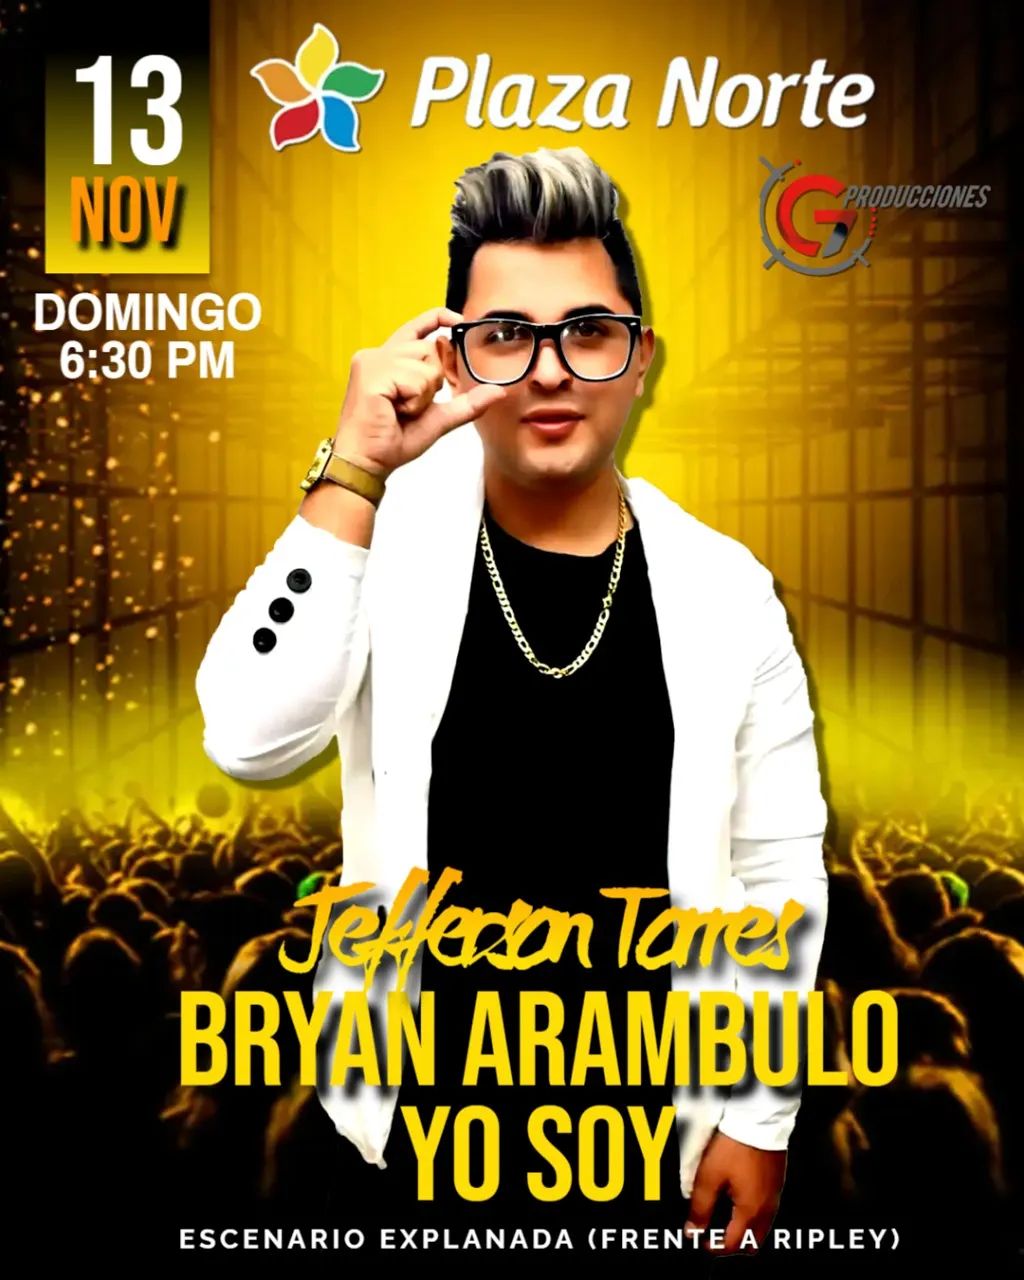 13
NOV
DOMINGO
6:30 PM
Plaza Norte
G PRODUCCIONES
Jefferson Torres
BRYAN ARAMBULO
YO SOY
ESCENARIO EXPLANADA (FRENTE A RIPLEY)